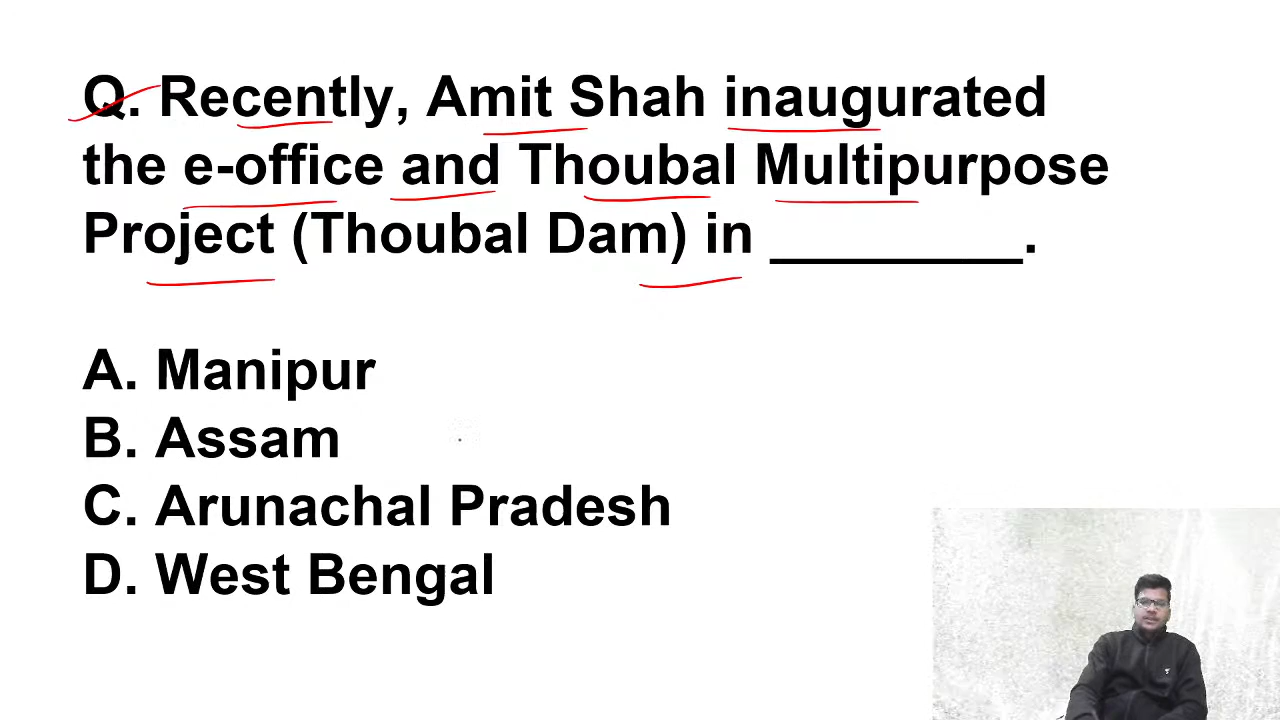 Q. Recently, Amit Shah inaugurated
the e-office and Thoubal Multipurpose
Project (Thoubal Dam) in _________.
A. Manipur
B. Assam
C. Arunachal Pradesh
D. West Bengal